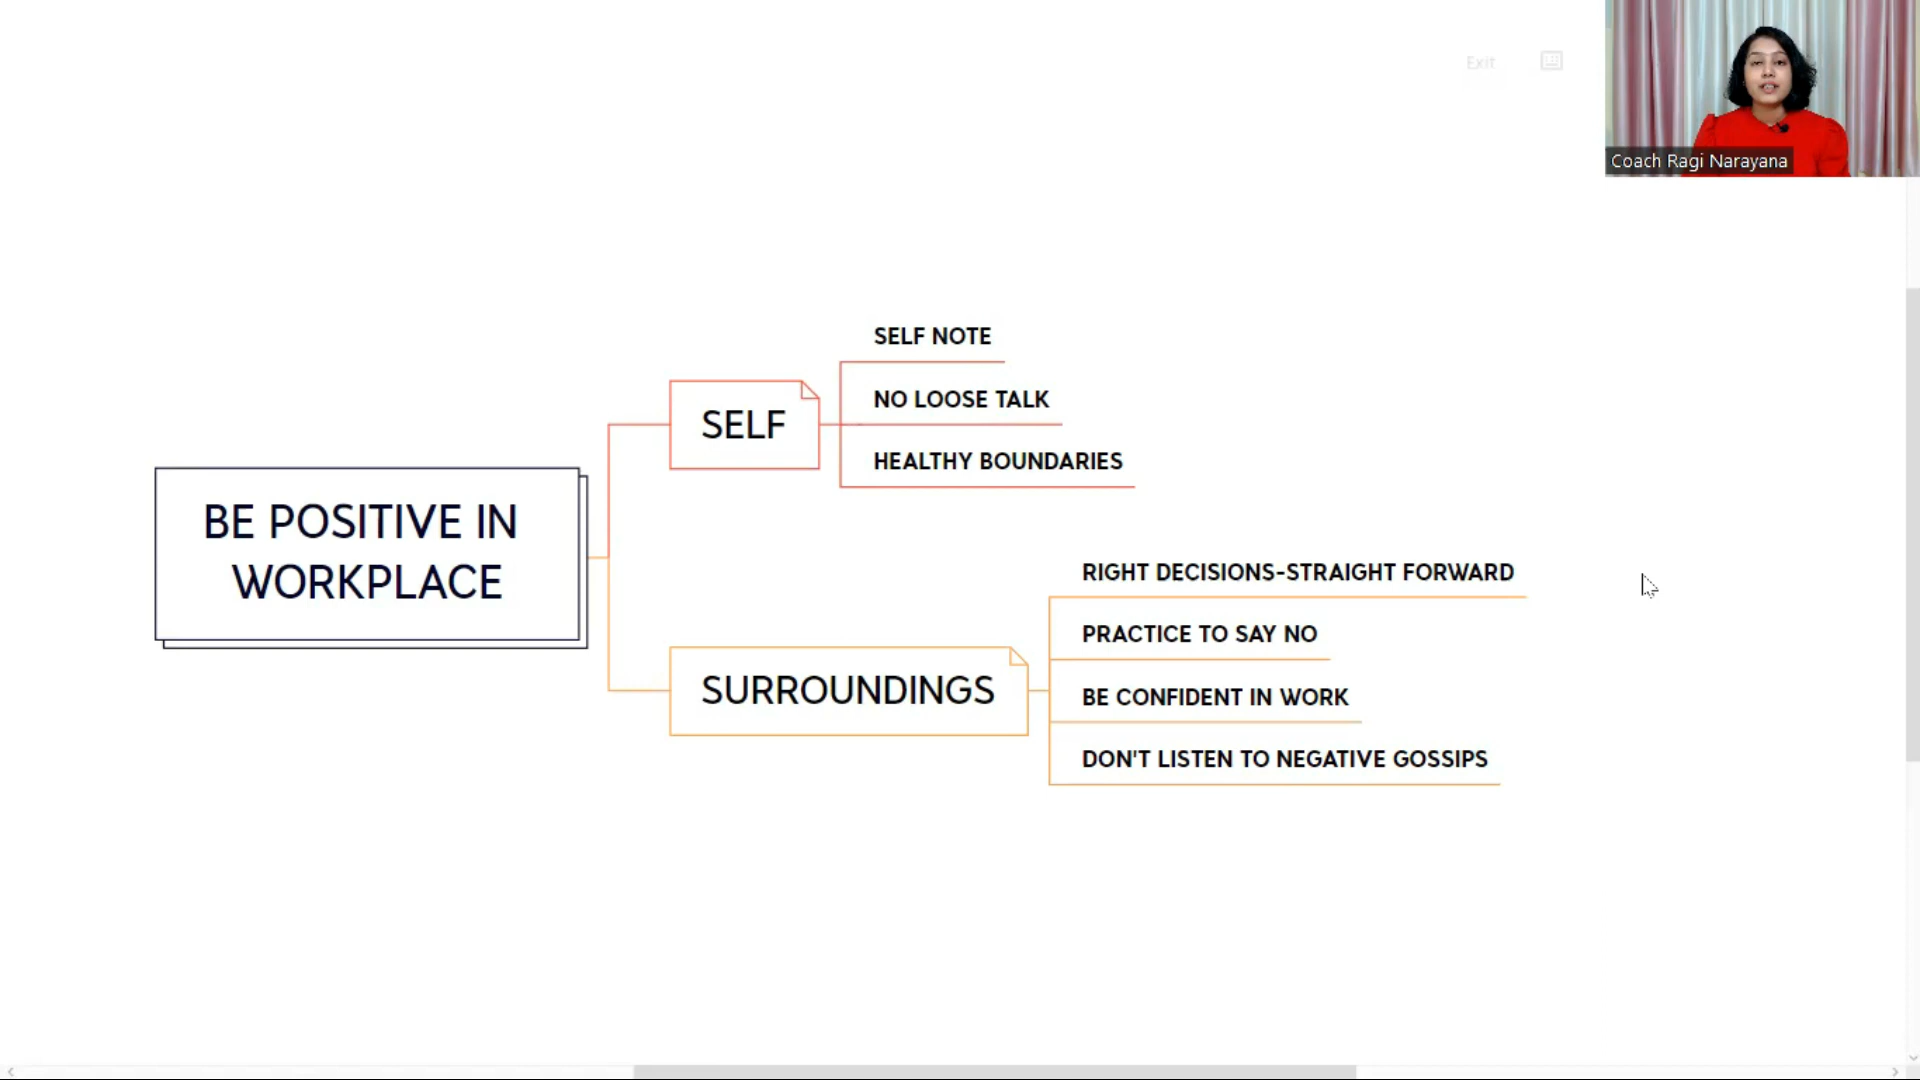 Exit
Coach Ragi Narayana
BE POSITIVE IN
WORKPLACE
SELF
SELF NOTE
NO LOOSE TALK
HEALTHY BOUNDARIES
SURROUNDINGS
RIGHT DECISIONS-STRAIGHT FORWARD
PRACTICE TO SAY NO
BE CONFIDENT IN WORK
DON'T LISTEN TO NEGATIVE GOSSIPS